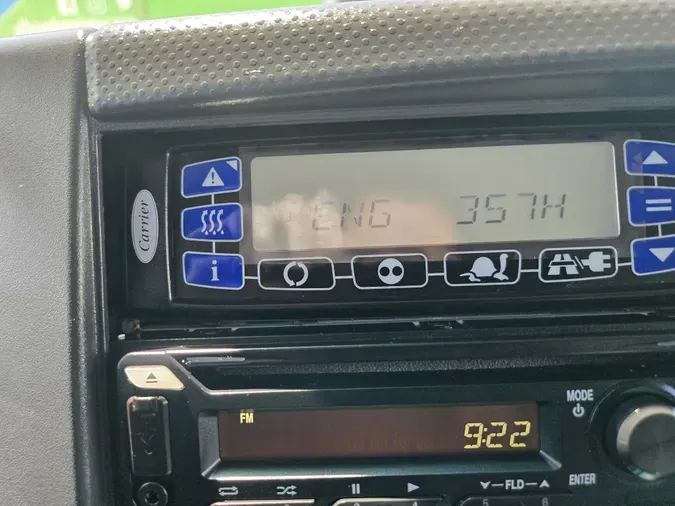 ENG 357H
Carrier
i
FM
9:22
MODE
FLD
ENTER